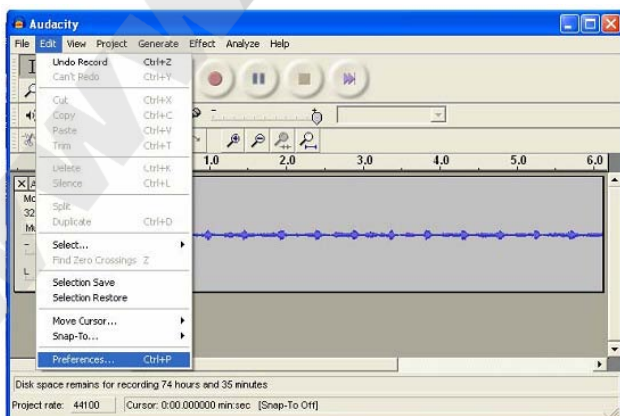 Audacity
File Edit View Project Generate Effect Analyze Help
Undo Record Ctrl+Z
Can't Redo Ctrl+Y
Cut Ctrl+X
Copy Ctrl+C
Paste Ctrl+V
Trim Ctrl+T
Delete Ctrl+K
Silence Ctrl+L
Split
Duplicate Ctrl+D
Select...
Find Zero Crossings Z
Selection Save
Selection Restore
Move Cursor...
Snap-To...
Preferences... Ctrl+P
1.0 2.0 3.0 4.0 5.0 6.0
X A
Mo
32
Mu
L
Disk space remains for recording 74 hours and 35 minutes
Project rate: 44100 Cursor: 0:00.000000 min:sec [Snap-To Off]